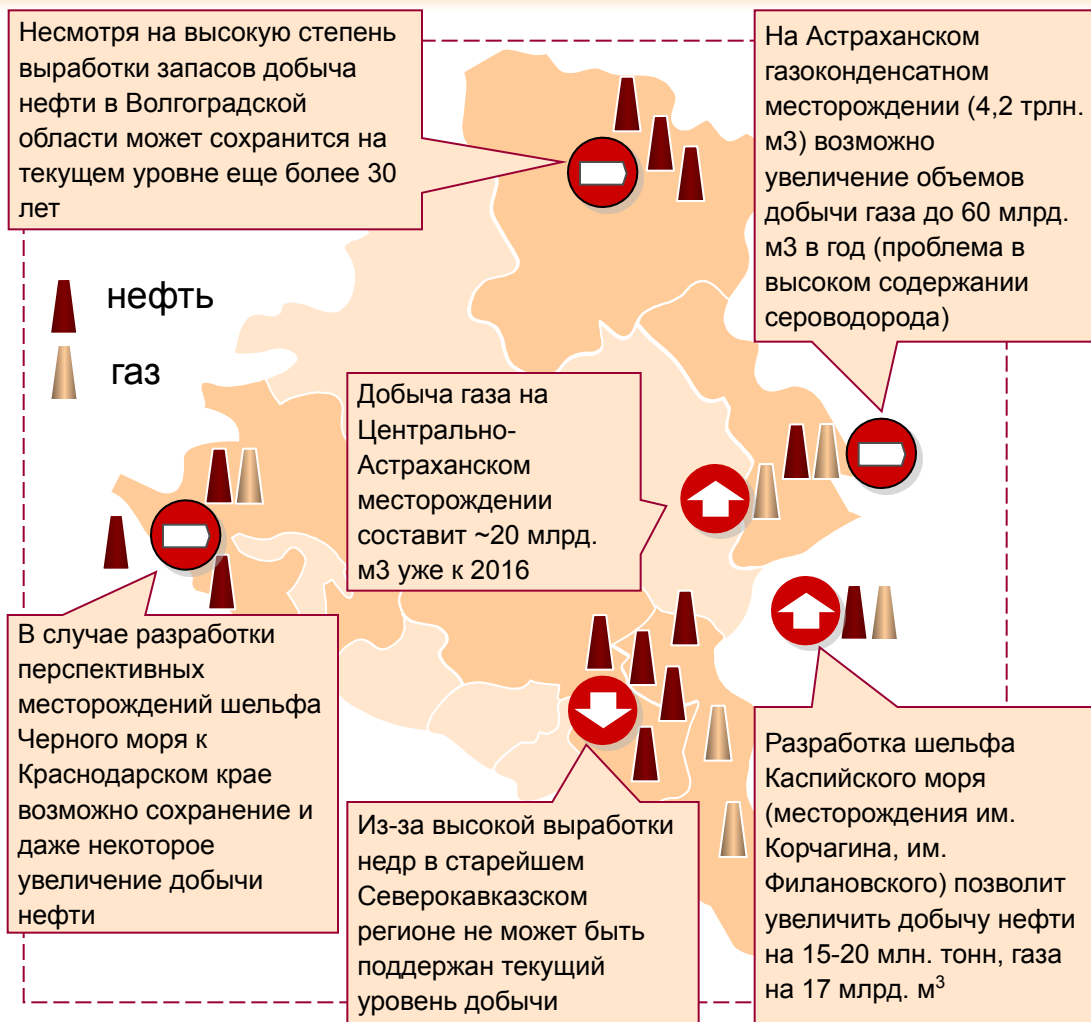 Несмотря на высокую степень
выработки запасов добыча
нефти в Волгоградской
области может сохранится на
текущем уровне еще более 30
лет
На Астраханском
газоконденсатном
месторождении (4,2 трлн.
м3) возможно
увеличение объемов
добычи газа до 60 млрд.
м3 в год (проблема в
высоком содержании
сероводорода)
нефть
газ
Добыча газа на
Центрально-
Астраханском
месторождении
составит ~20 млрд.
м3 уже к 2016
В случае разработки
перспективных
месторождений шельфа
Черного моря к
Краснодарском крае
возможно сохранение и
даже некоторое
увеличение добычи
нефти
Из-за высокой выработки
недр в старейшем
Северокавказском
регионе не может быть
поддержан текущий
уровень добычи
Разработка шельфа
Каспийского моря
(месторождения им.
Корчагина, им.
Филановского) позволит
увеличить добычу нефти
на 15-20 млн. тонн, газа
на 17 млрд. м³